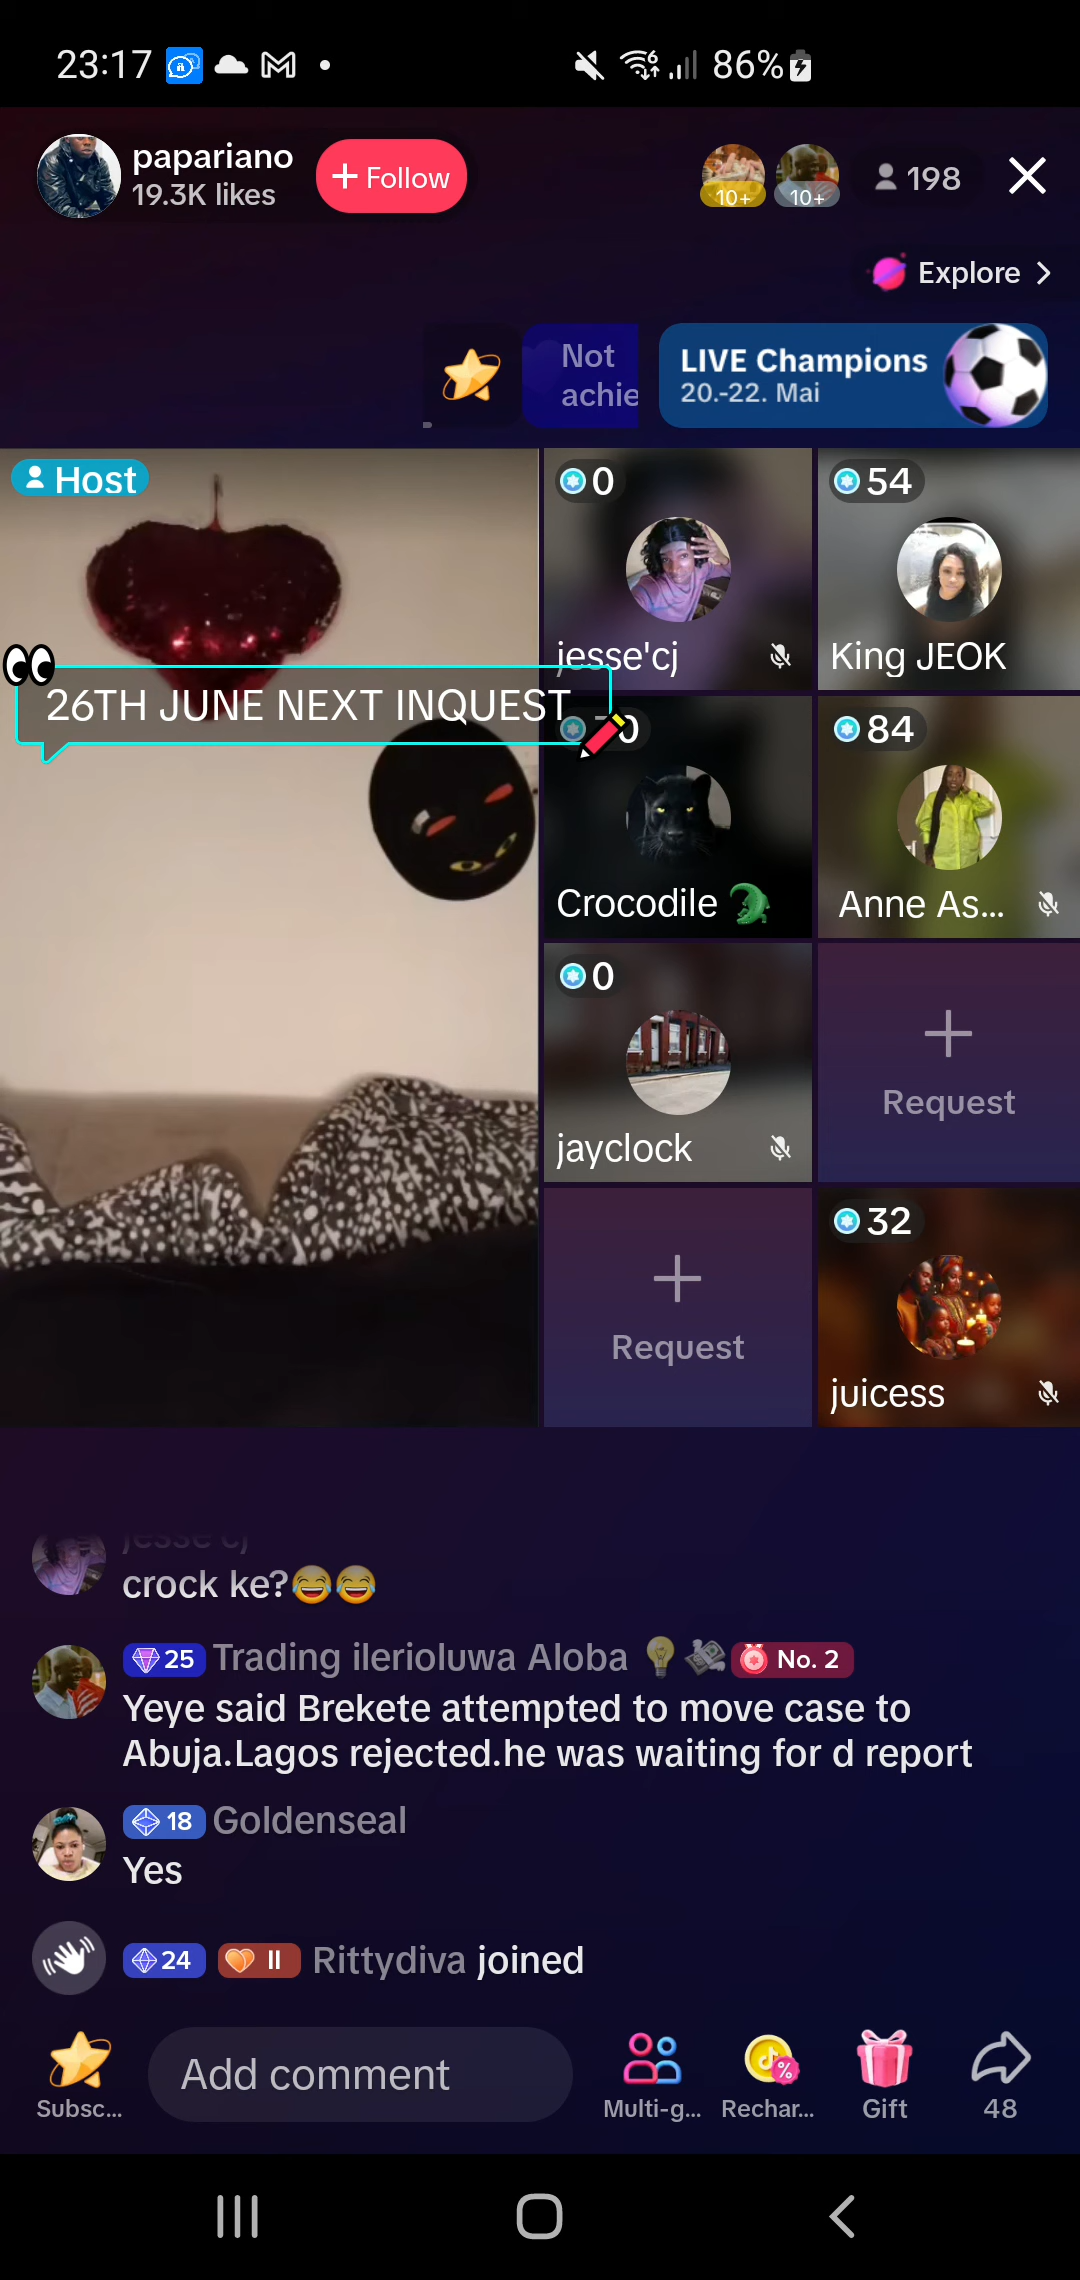 23:17
86%
papariano
19.3K likes
+ Follow
10+
10+
198
Explore
Not
achie
LIVE Champions
20.-22. Mai
Host
0
54
jesse'cj
King JEOK
26TH JUNE NEXT INQUEST
0
84
Crocodile
Anne As...
0
jayclock
Request
Request
32
juicess
jesse'cj
crock ke?😂😂
25 Trading ilerioluwa Aloba 💡💸 No. 2
Yeye said Brekete attempted to move case to
Abuja.Lagos rejected.he was waiting for d report
18 Goldenseal
Yes
24 II Rittydiva joined
Add comment
Subsc...
Multi-g...
Rechar...
Gift
48